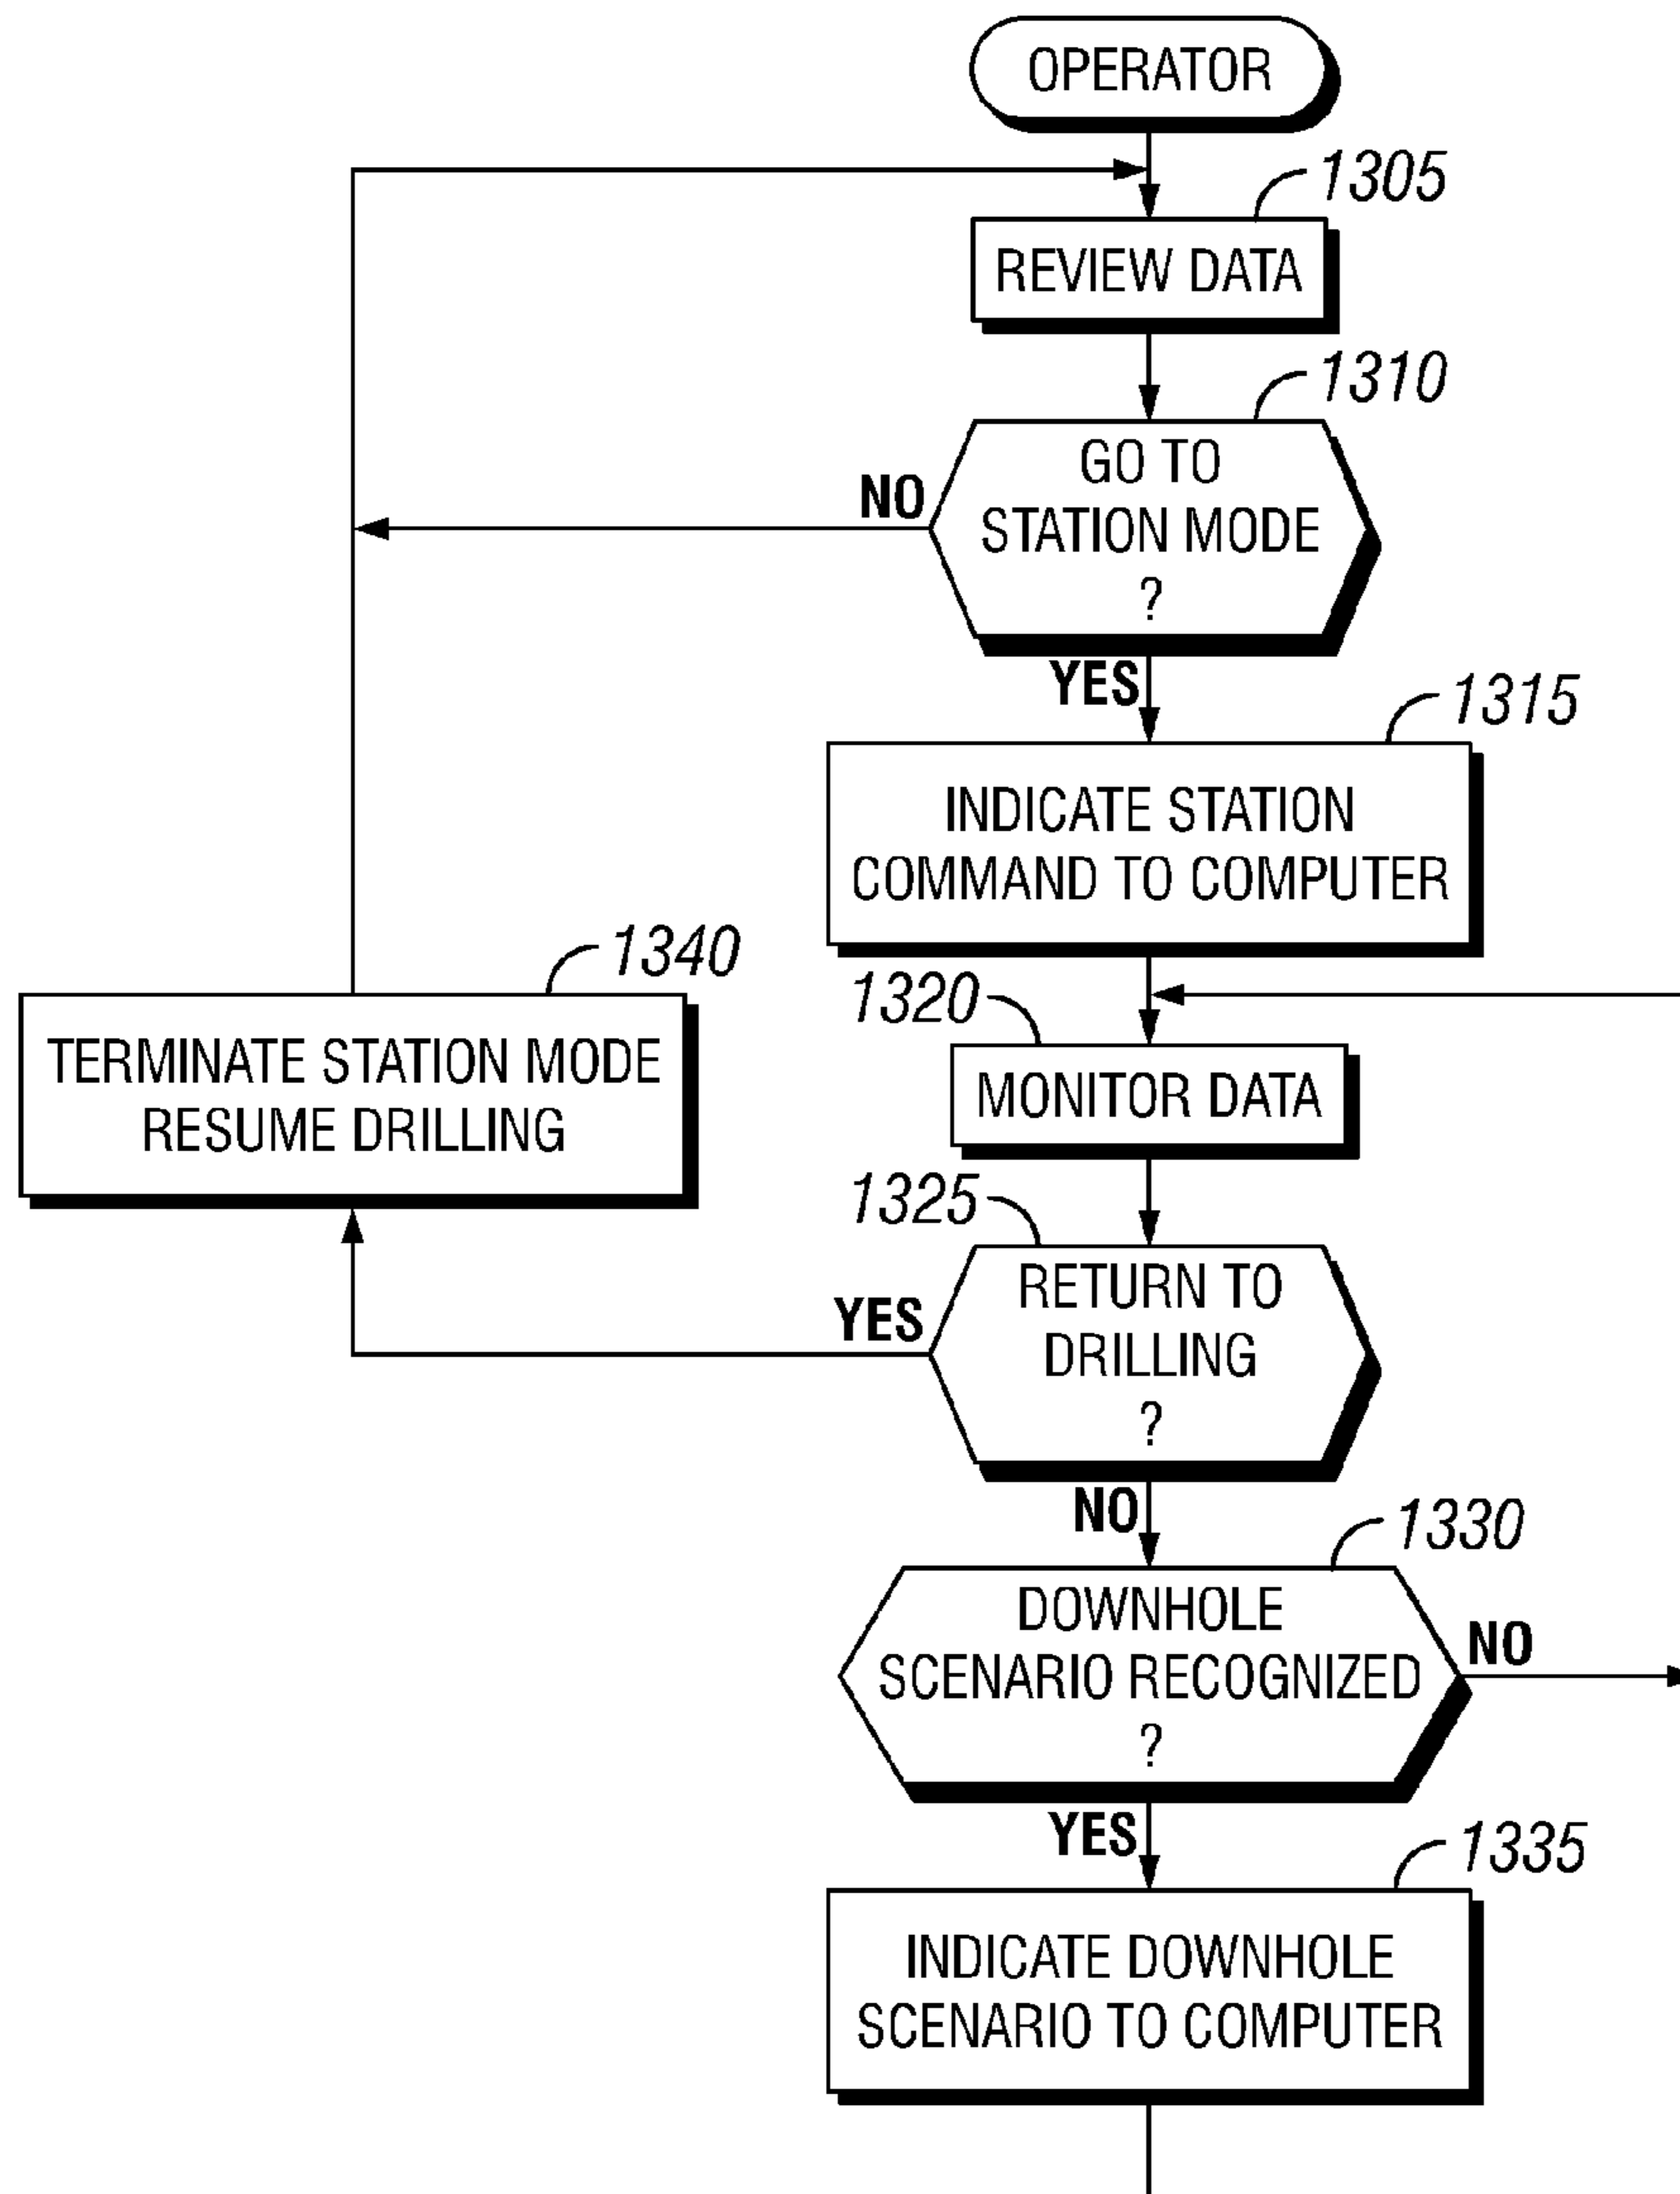 OPERATOR
1305
REVIEW DATA
1310
GO TO
STATION MODE
?
NO
YES
1315
INDICATE STATION
COMMAND TO COMPUTER
1340
TERMINATE STATION MODE
RESUME DRILLING
1320
MONITOR DATA
1325
RETURN TO
DRILLING
?
YES
NO
1330
DOWNHOLE
SCENARIO RECOGNIZED
?
NO
YES
1335
INDICATE DOWNHOLE
SCENARIO TO COMPUTER